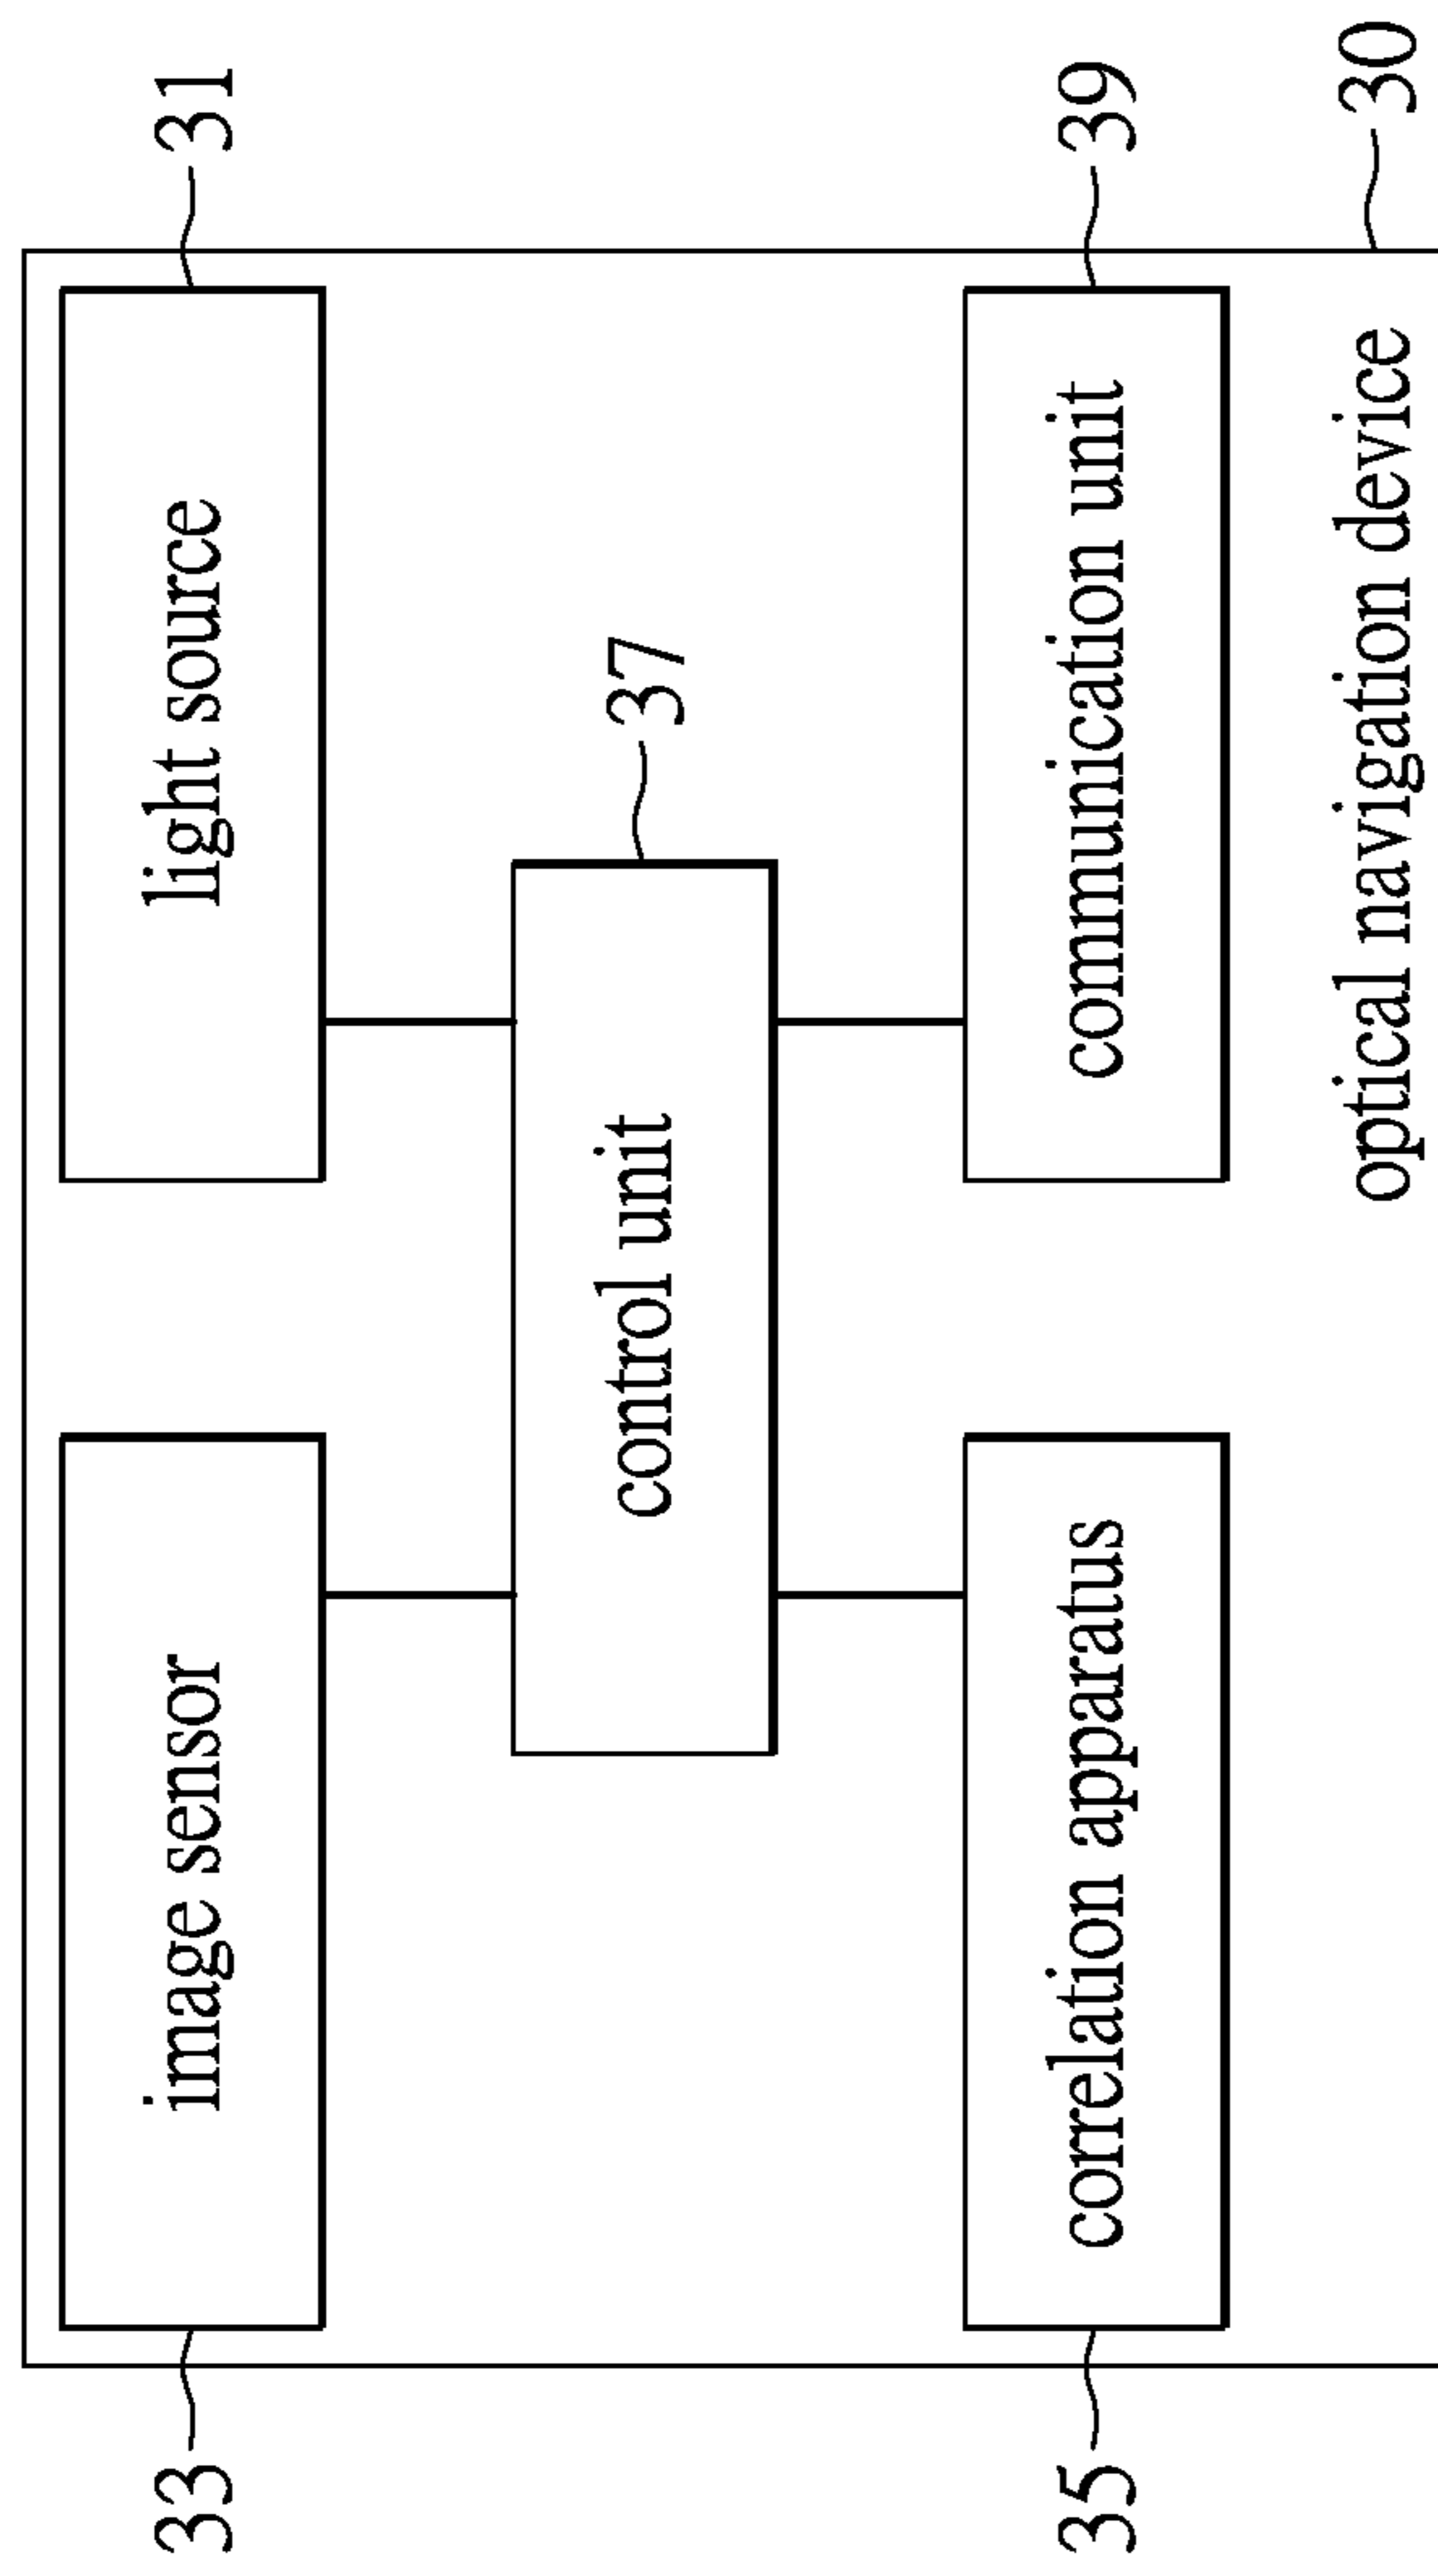 33
image sensor
light source
31
control unit
37
35
correlation apparatus
communication unit
39
optical navigation device
30